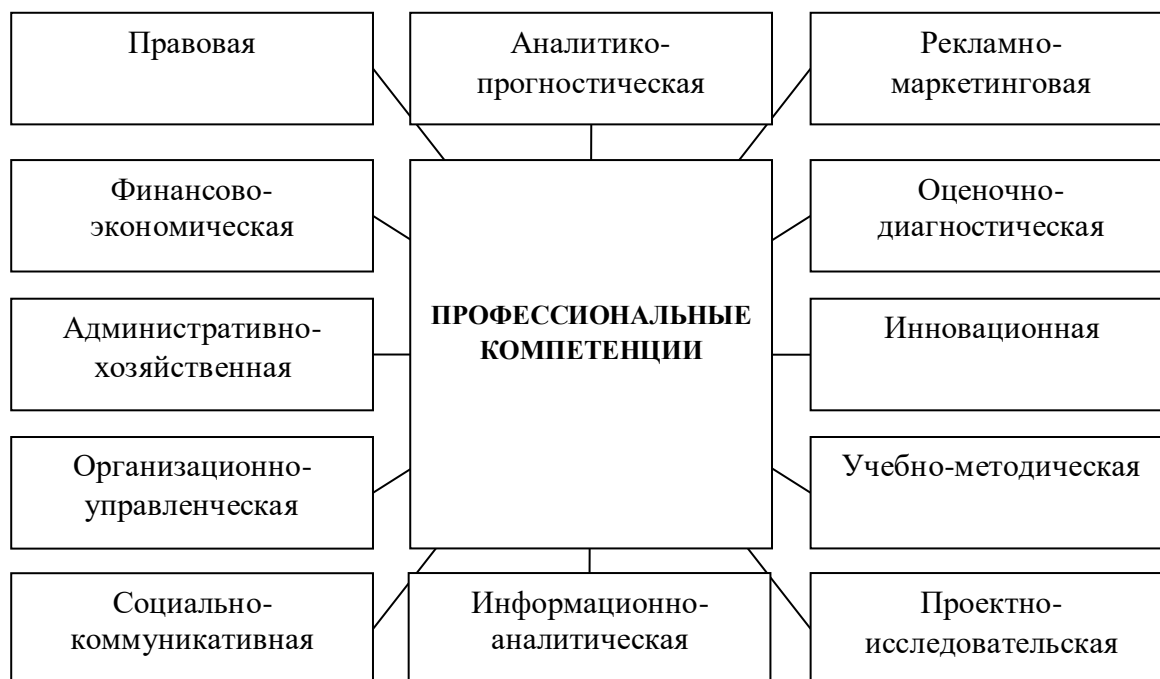 Правовая
Аналитико-
прогностическая
Рекламно-
маркетинговая
Финансово-
экономическая
Оценочно-
диагностическая
ПРОФЕССИОНАЛЬНЫЕ
КОМПЕТЕНЦИИ
Административно-
хозяйственная
Инновационная
Организационно-
управленческая
Учебно-методическая
Социально-
коммуникативная
Информационно-
аналитическая
Проектно-
исследовательская